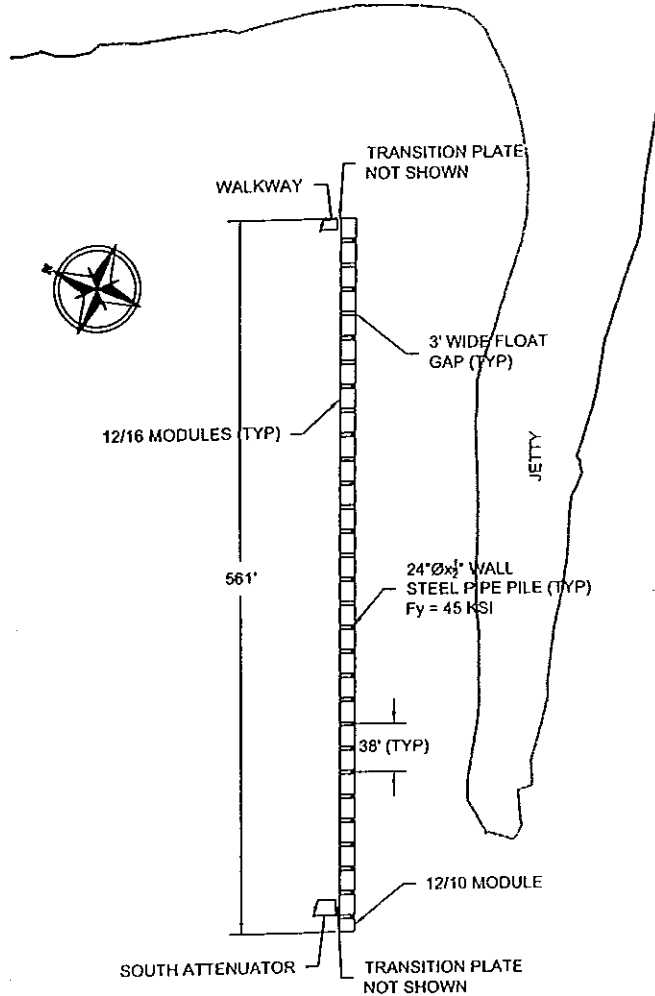 TRANSITION PLATE
NOT SHOWN
WALKWAY
3' WIDE FLOAT
GAP (TYP)
12/16 MODULES (TYP)
JETTY
561'
24"Øx½" WALL
STEEL PIPE PILE (TYP)
Fy = 45 KSI
38' (TYP)
12/10 MODULE
SOUTH ATTENUATOR
TRANSITION PLATE
NOT SHOWN